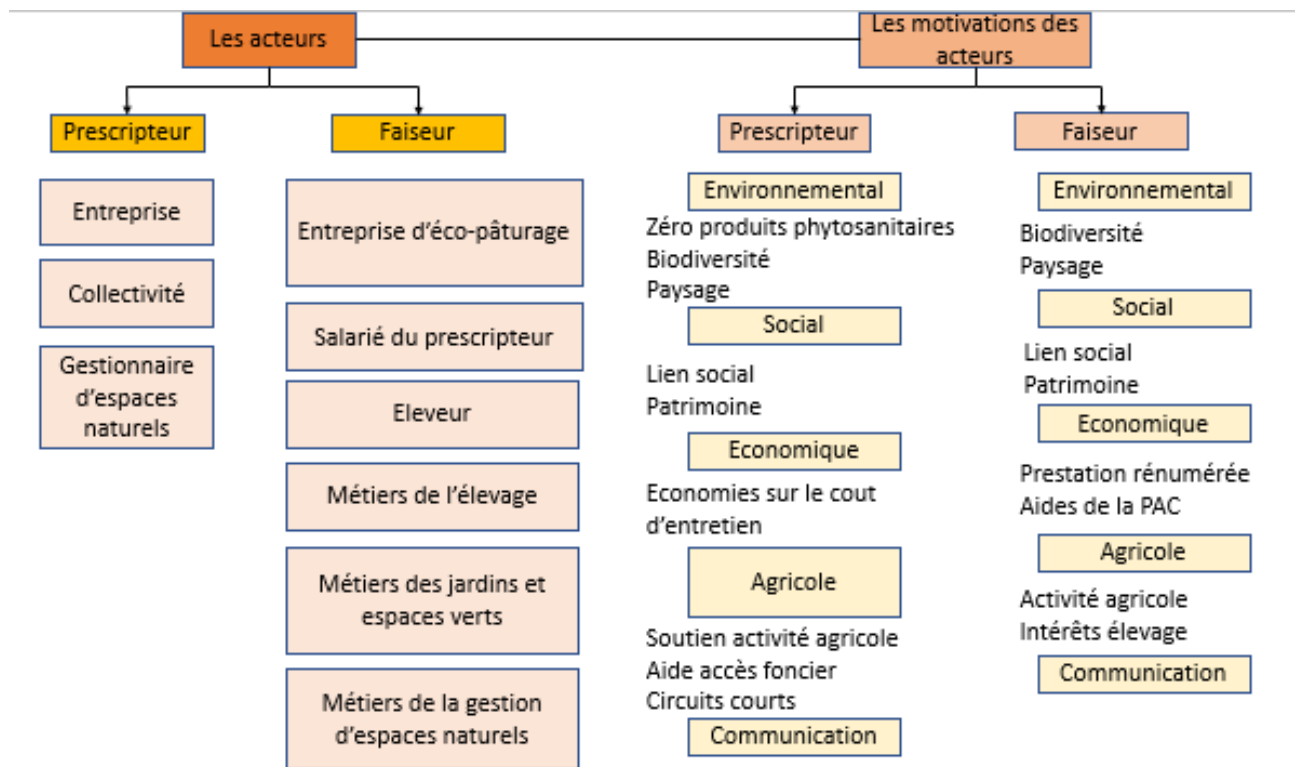 Les acteurs
Les motivations des
acteurs
Prescripteur
Faiseur
Prescripteur
Faiseur
Entreprise
Collectivité
Gestionnaire
d'espaces
naturels
Entreprise d'éco-pâturage
Salarié du prescripteur
Eleveur
Métiers de l'élevage
Métiers des jardins et
espaces verts
Métiers de la gestion
d'espaces naturels
Environnemental
Zéro produits phytosanitaires
Biodiversité
Paysage
Social
Lien social
Patrimoine
Economique
Economies sur le cout
d'entretien
Agricole
Soutien activité agricole
Aide accès foncier
Circuits courts
Communication
Environnemental
Biodiversité
Paysage
Social
Lien social
Patrimoine
Economique
Prestation rénumérée
Aides de la PAC
Agricole
Activité agricole
Intérêts élevage
Communication